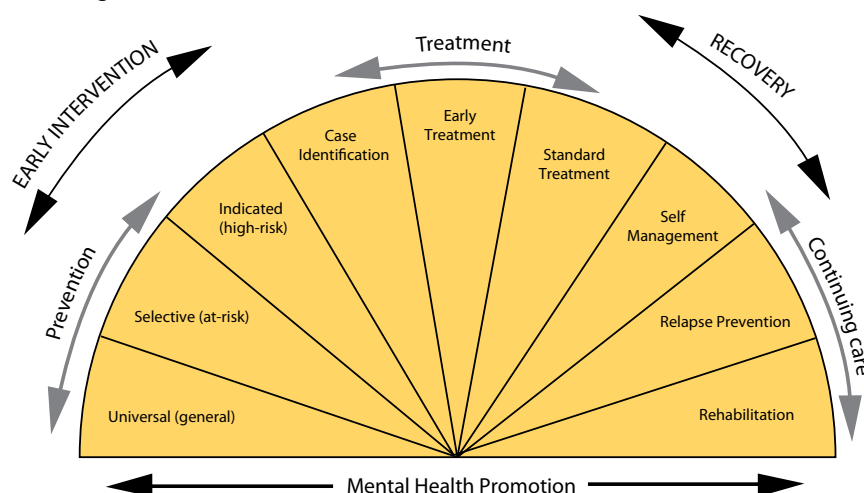 Treatment
EARLY INTERVENTION
RECOVERY
Prevention
Continuing care
Universal (general)
Selective (at-risk)
Indicated
(high-risk)
Case
Identification
Early
Treatment
Standard
Treatment
Self
Management
Relapse Prevention
Rehabilitation
Mental Health Promotion